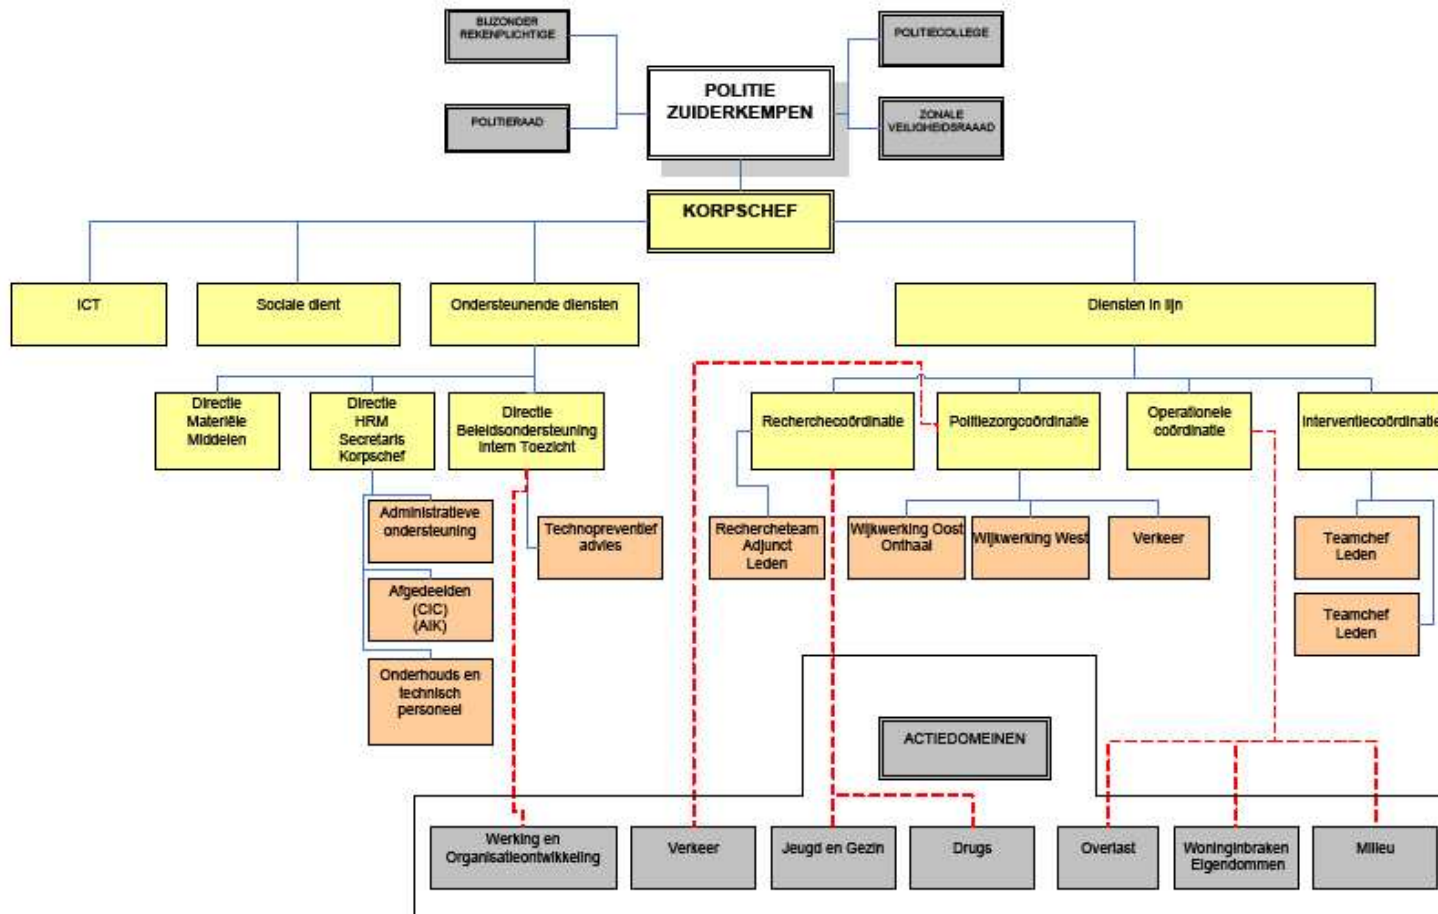 BIJZONDER
REKENPLICHTIGE
POLITIECOLLEGE
POLITIE
ZUIDERKEMPEN
POLITIERAAD
ZONALE
VEILIGHEIDSRAAAD
KORPSCHEF
ICT
Sociale dient
Ondersteunende diensten
Diensten in lijn
Directie
Materiële
Middelen
Directie
HRM
Secretaris
Korpschef
Directie
Beleidsondersteuning
Intern Toezicht
Recherchecoördinatie
Politiezorgcoördinatie
Operationele
coördinatie
Interventiecoördinatie
Administratieve
ondersteuning
Technopreventief
advies
Rechercheteam
Adjunct
Leden
Wijkwerking Oost
Onthaal
Wijkwerking West
Verkeer
Teamchef
Leden
Afgedeelden
(CIC)
(AIK)
Teamchef
Leden
Onderhouds en
technisch
personeel
ACTIEDOMEINEN
Werking en
Organisatieontwikkeling
Verkeer
Jeugd en Gezin
Drugs
Overlast
Woninginbraken
Eigendommen
Milieu